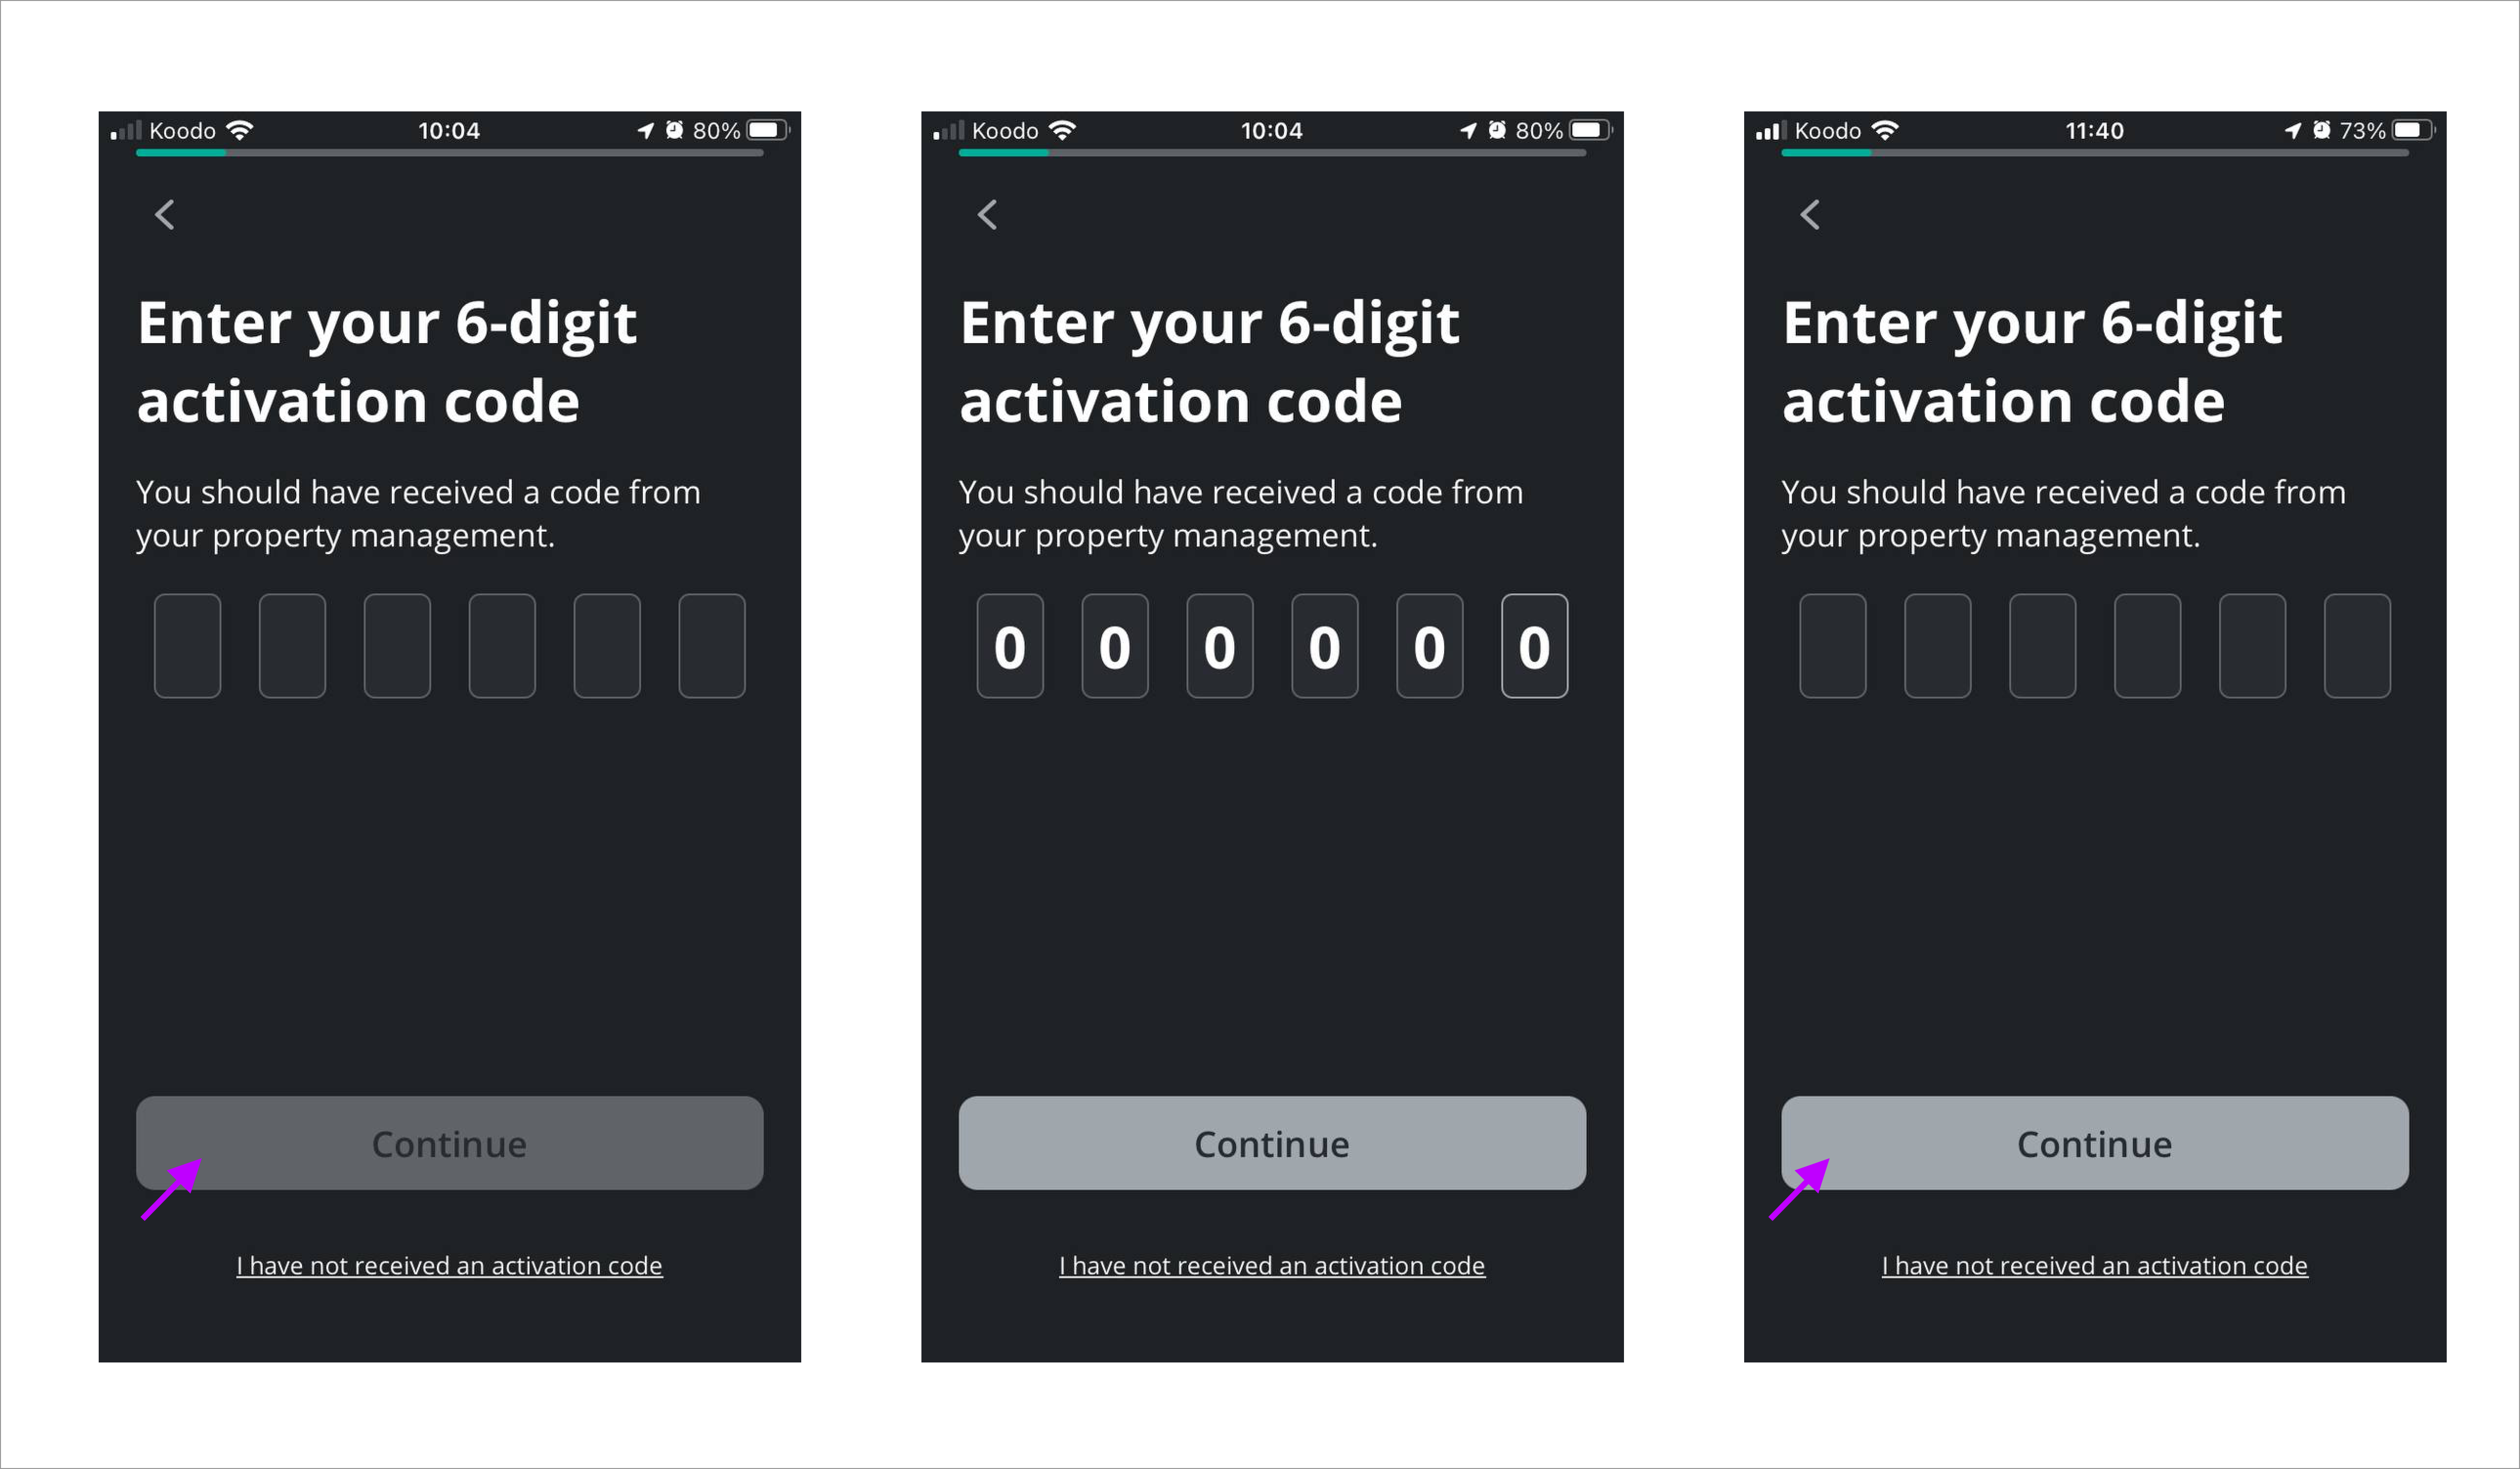 Koodo 10:04 80%
Enter your 6-digit
activation code
You should have received a code from
your property management.
Continue
I have not received an activation code
Koodo 10:04 80%
Enter your 6-digit
activation code
You should have received a code from
your property management.
0 0 0 0 0 0
Continue
I have not received an activation code
Koodo 11:40 73%
Enter your 6-digit
activation code
You should have received a code from
your property management.
Continue
I have not received an activation code